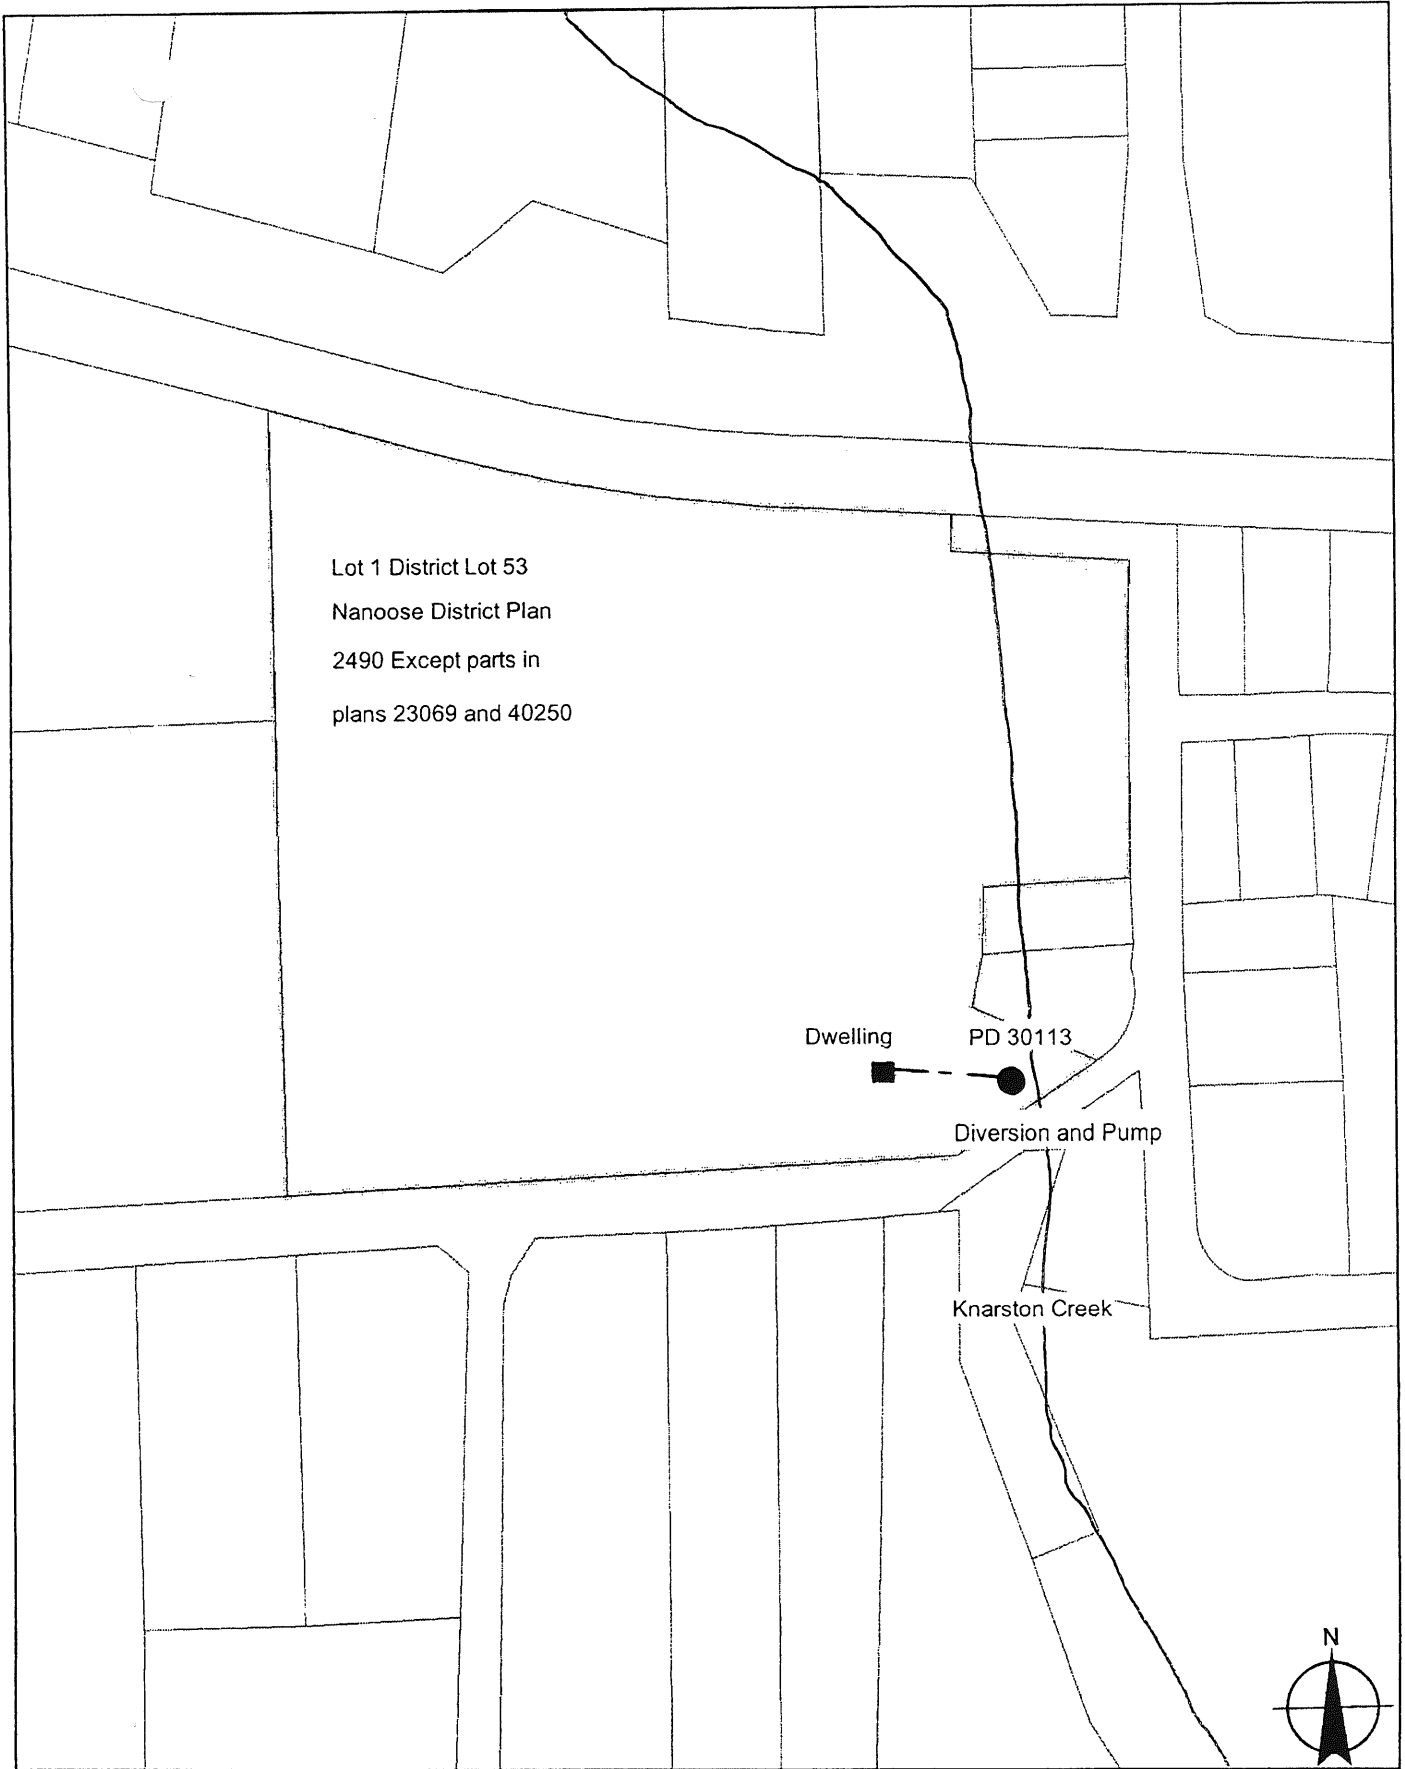 Lot 1 District Lot 53
Nanoose District Plan
2490 Except parts in
plans 23069 and 40250
Dwelling
PD 30113
Diversion and Pump
Knarston Creek
N